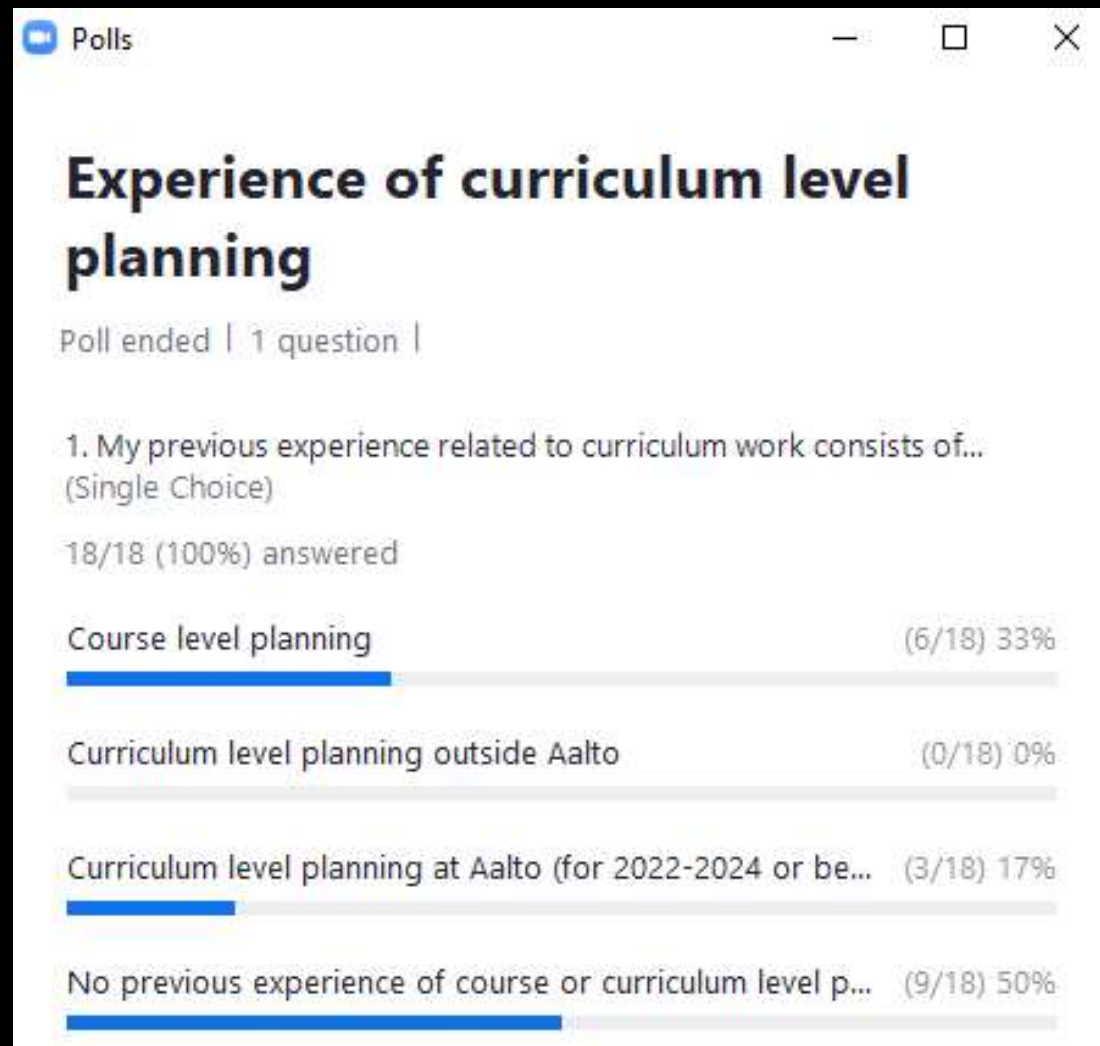 Polls
Experience of curriculum level
planning
Poll ended | 1 question |
1. My previous experience related to curriculum work consists of...
(Single Choice)
18/18 (100%) answered
Course level planning (6/18) 33%
Curriculum level planning outside Aalto (0/18) 0%
Curriculum level planning at Aalto (for 2022-2024 or be... (3/18) 17%
No previous experience of course or curriculum level p... (9/18) 50%